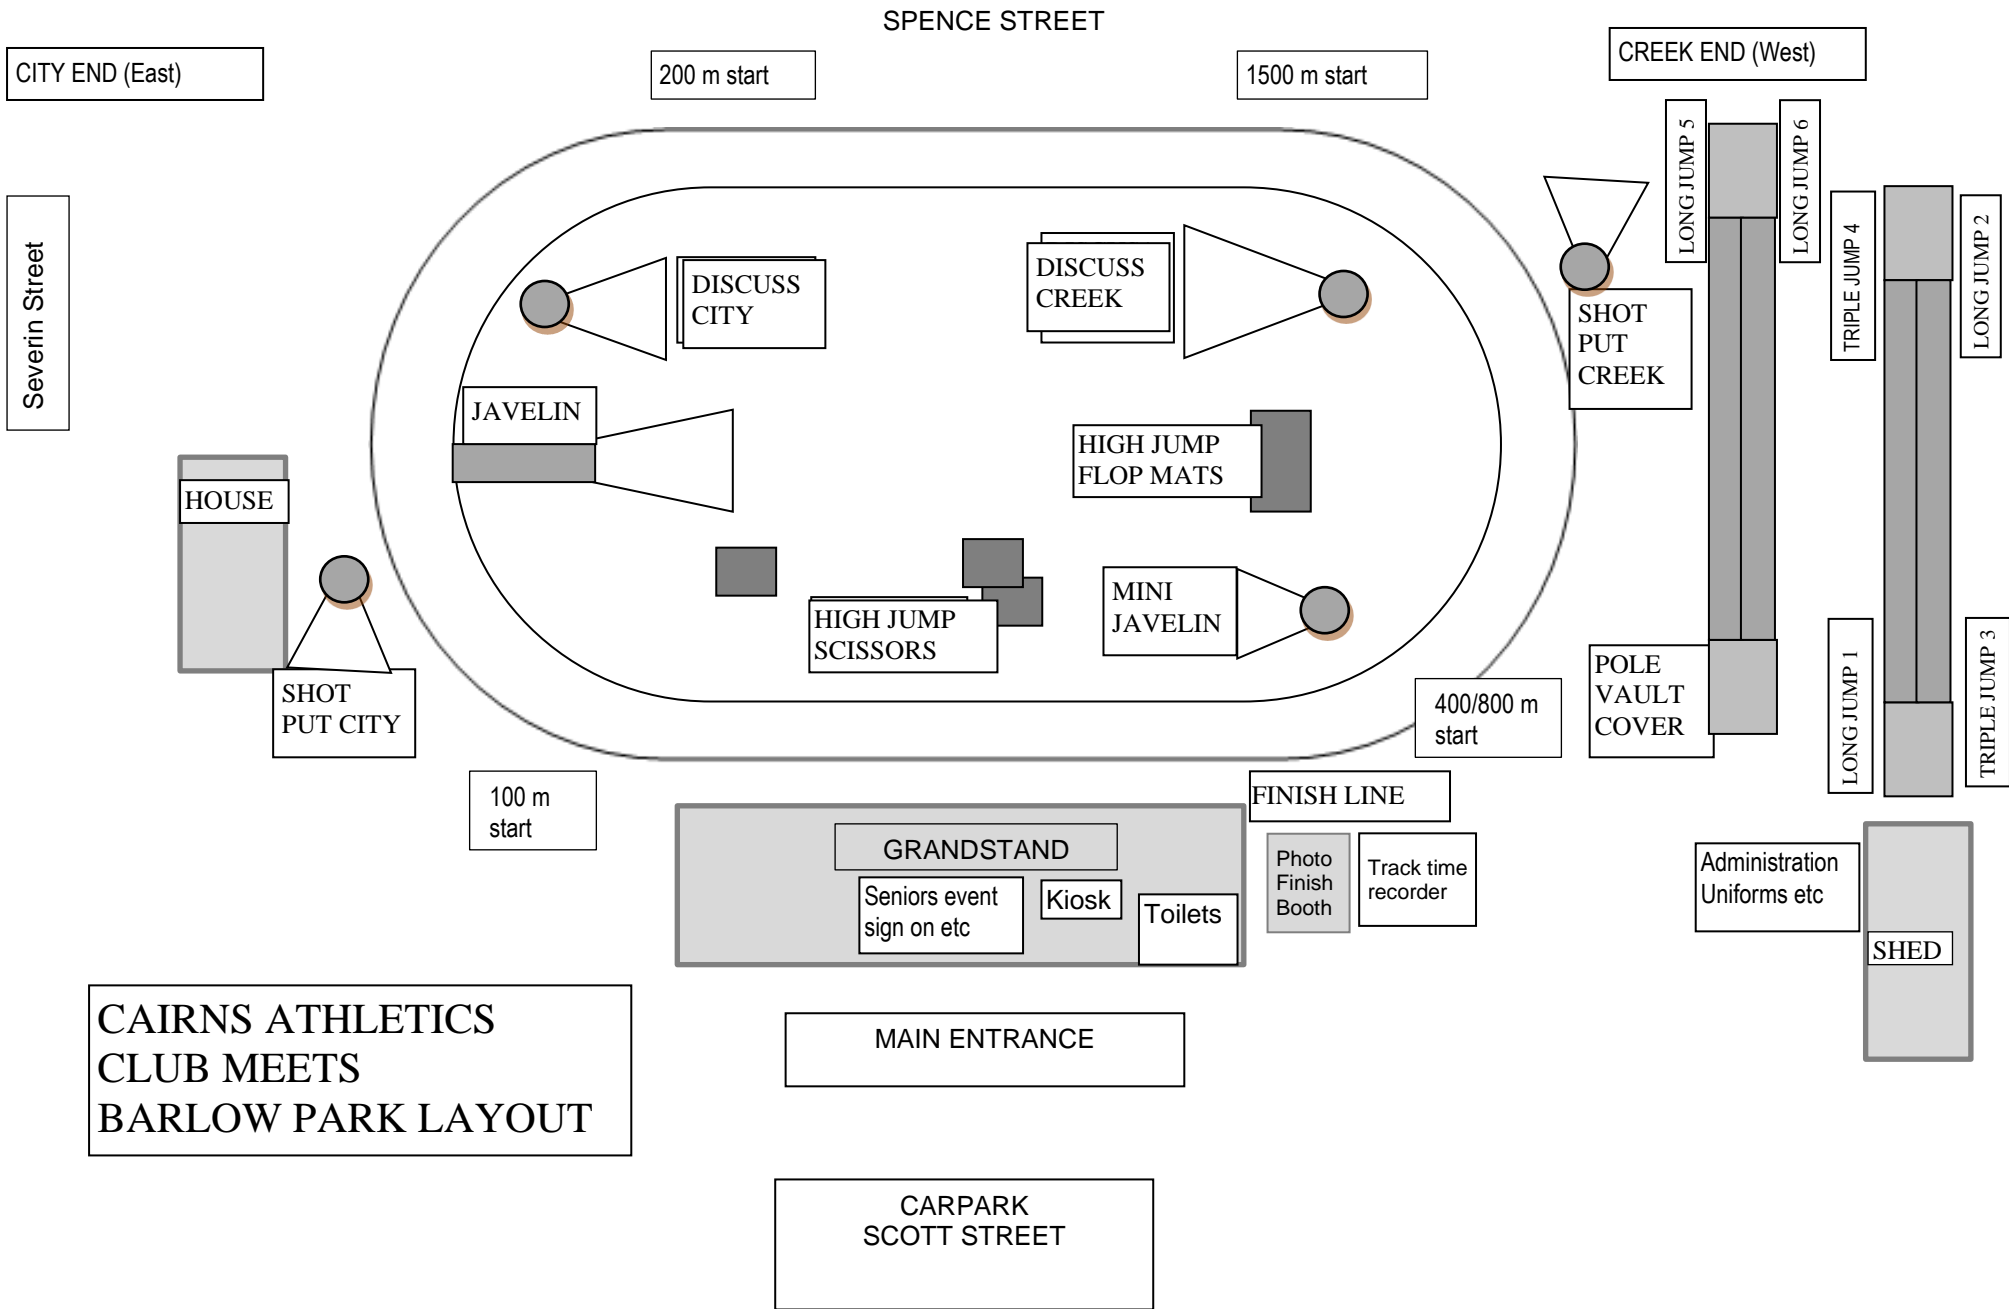 SPENCE STREET
CITY END (East)
200 m start
1500 m start
CREEK END (West)
LONG JUMP 5
LONG JUMP 6
TRIPLE JUMP 4
LONG JUMP 2
Severin Street
DISCUSS
CITY
DISCUSS
CREEK
SHOT
PUT
CREEK
JAVELIN
HIGH JUMP
FLOP MATS
HOUSE
HIGH JUMP
SCISSORS
MINI
JAVELIN
SHOT
PUT CITY
400/800 m
start
POLE
VAULT
COVER
LONG JUMP 1
TRIPLE JUMP 3
100 m
start
FINISH LINE
GRANDSTAND
Seniors event
sign on etc
Kiosk
Toilets
Photo
Finish
Booth
Track time
recorder
Administration
Uniforms etc
SHED
CAIRNS ATHLETICS
CLUB MEETS
BARLOW PARK LAYOUT
MAIN ENTRANCE
CARPARK
SCOTT STREET